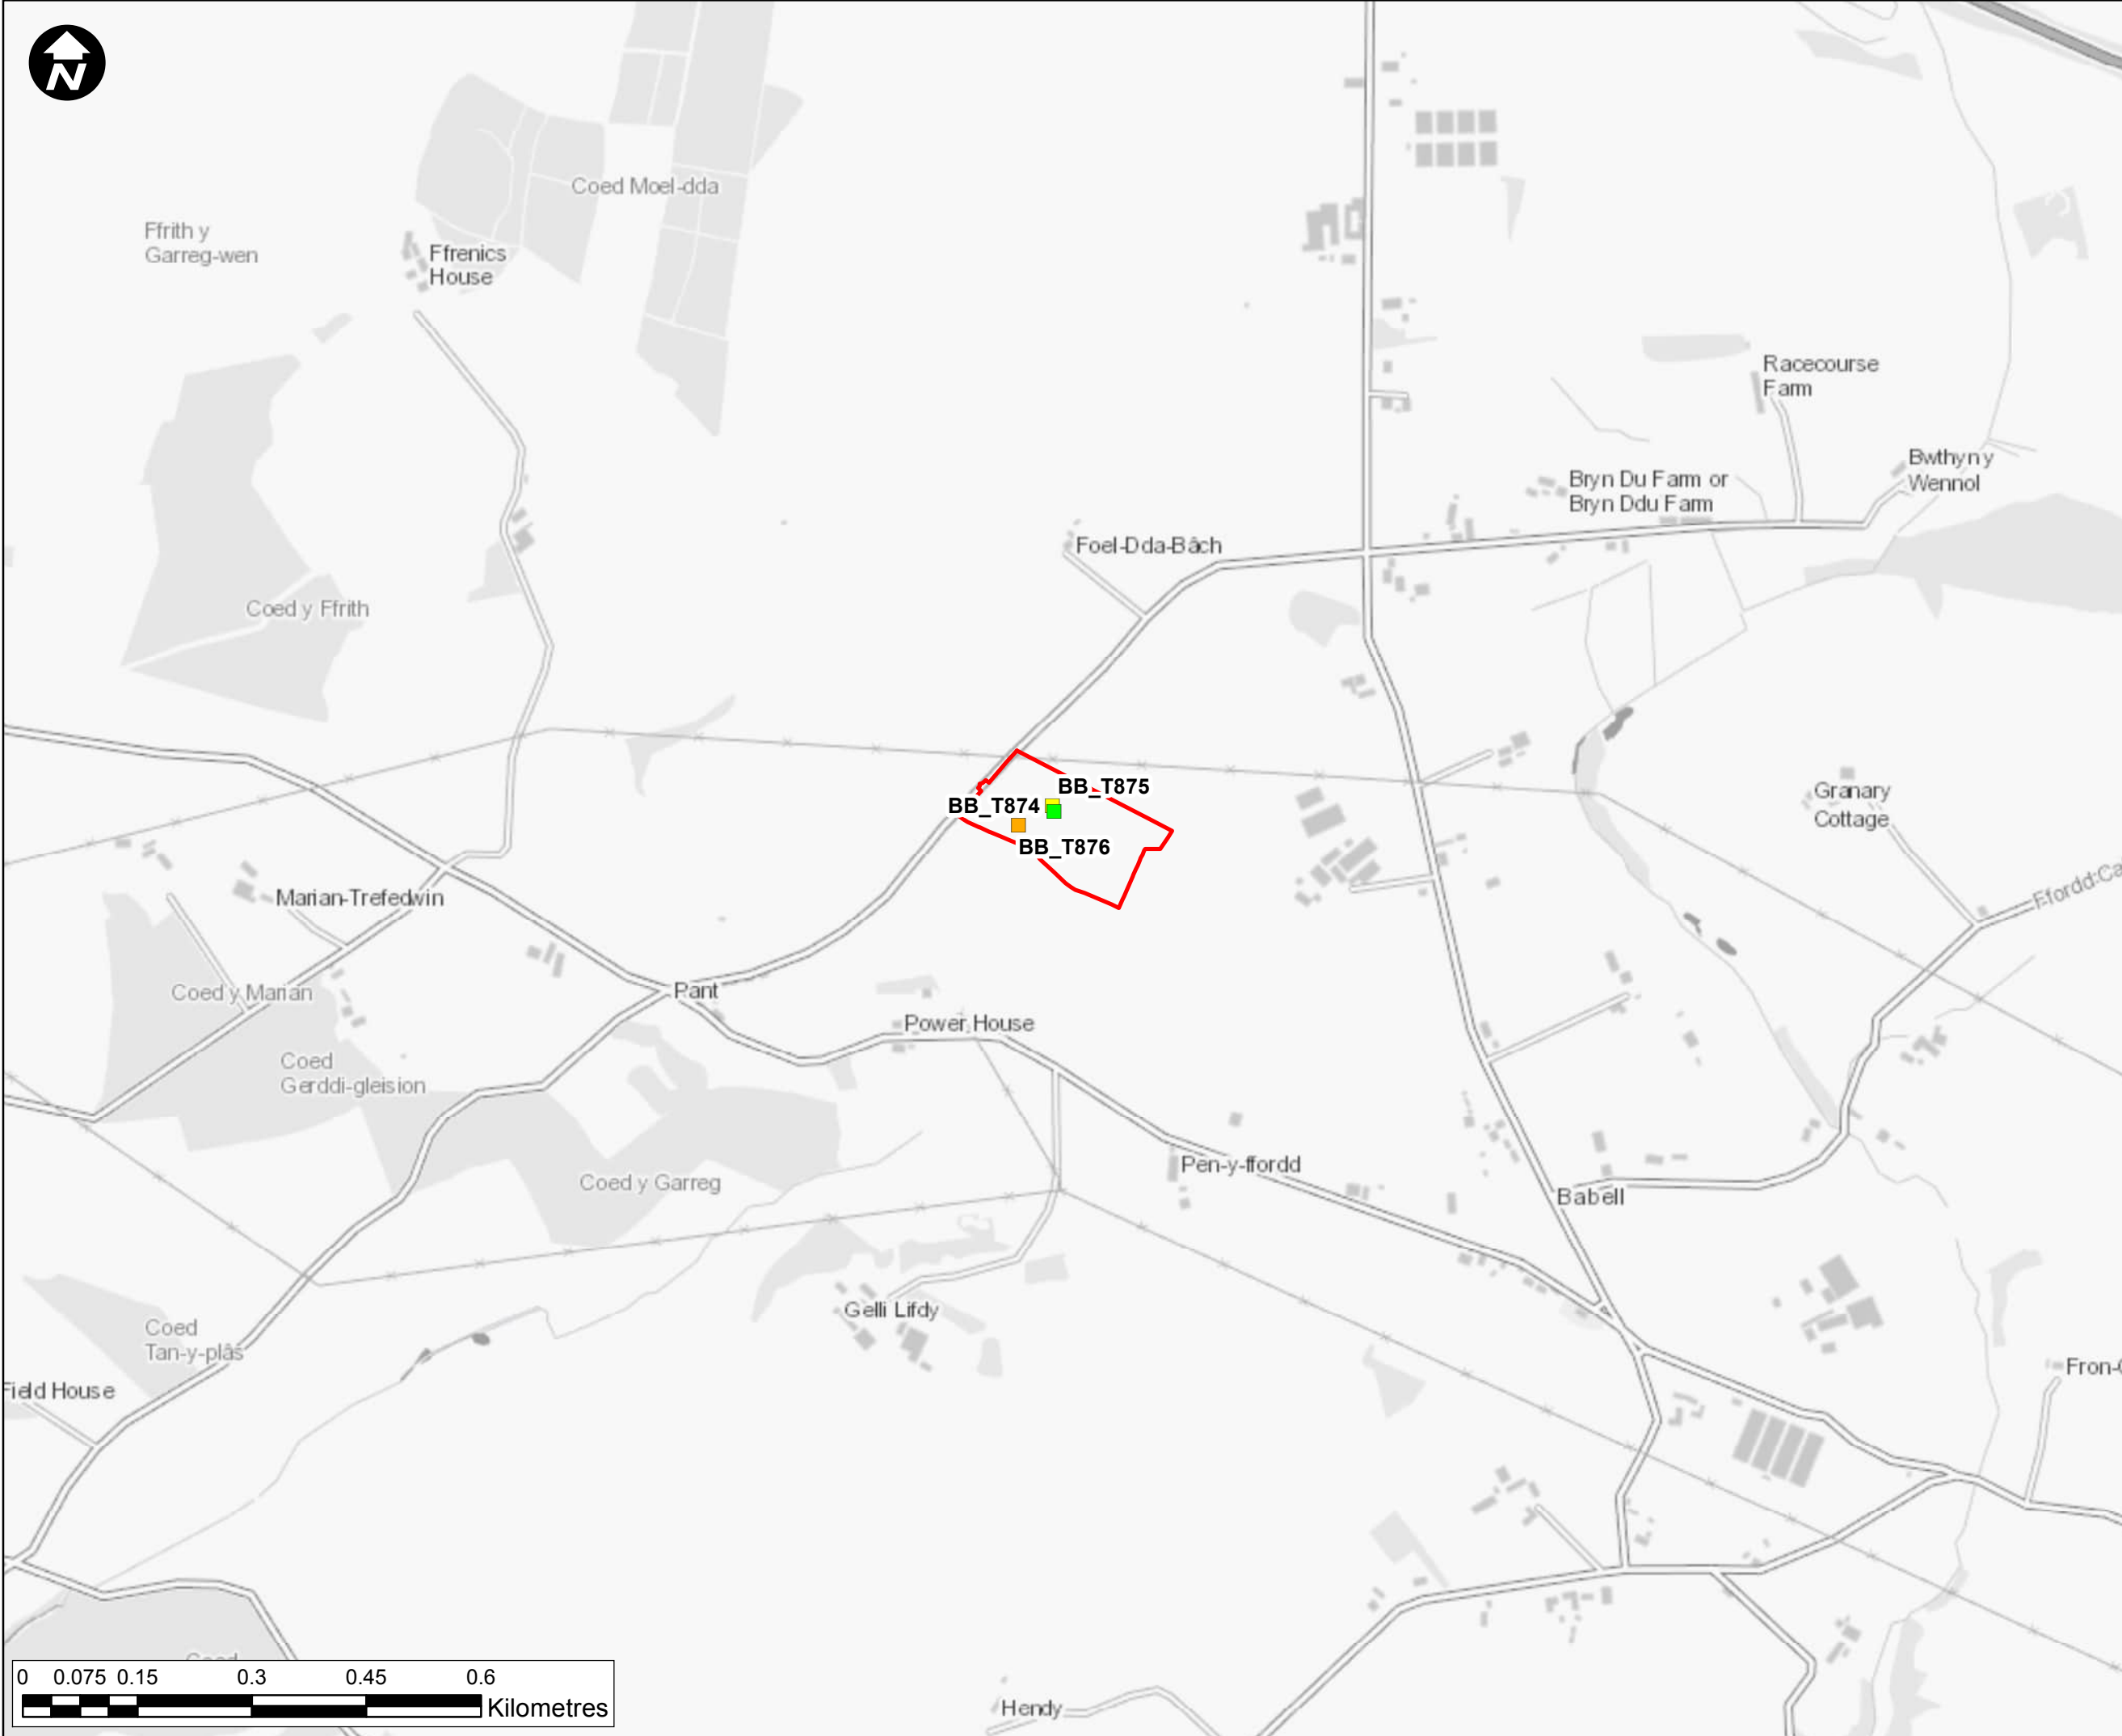 N
Coed Moel-dda
Ffrith y
Garreg-wen
Ffrenics
House
Racecourse
Farm
Bwthyn y
Wennol
Bryn Du Farm or
Bryn Ddu Farm
Foel-Dda-Bâch
Coed y Ffrith
BB_T875
BB_T874
BB_T876
Granary
Cottage
Marian-Trefedwin
Coed y Marian
Pant
Power House
Coed
Gerddi-gleision
Coed y Garreg
Pen-y-ffordd
Babell
Gelli Lifdy
Coed
Tan-y-plâs
Field House
Hendy
0 0.075 0.15 0.3 0.45 0.6
Kilometres